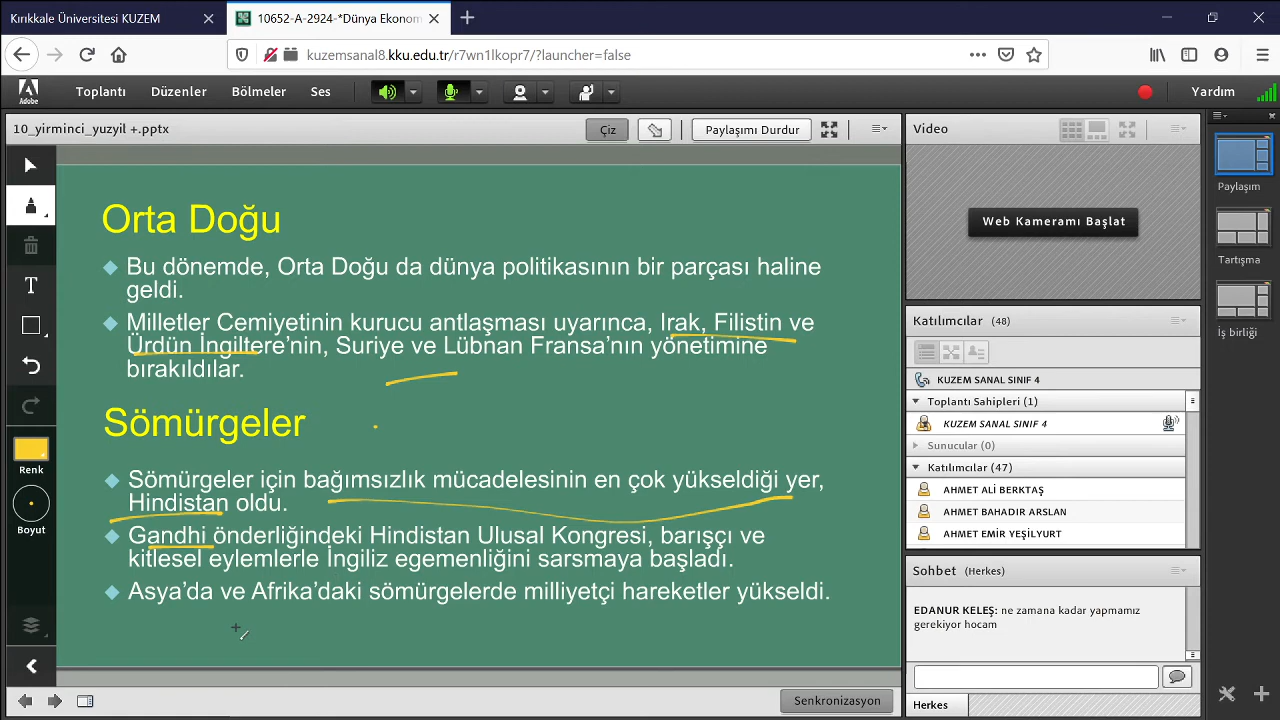 Kırıkkale Üniversitesi KUZEM
10652-A-2924-*Dünya Ekonom
kuzemsanal8.kku.edu.tr/r7wn1lkopr7/?launcher=false
Adobe
Toplantı
Düzenler
Bölmeler
Ses
Yardım
10_yirminci_yuzyil +.pptx
Çiz
Paylaşımı Durdur
Renk
Boyut
Orta Doğu
Bu dönemde, Orta Doğu da dünya politikasının bir parçası haline
geldi.
Milletler Cemiyetinin kurucu antlaşması uyarınca, Irak, Filistin ve
Ürdün İngiltere’nin, Suriye ve Lübnan Fransa’nın yönetimine
bırakıldılar.
Sömürgeler
Sömürgeler için bağımsızlık mücadelesinin en çok yükseldiği yer,
Hindistan oldu.
Gandhi önderliğindeki Hindistan Ulusal Kongresi, barışçı ve
kitlesel eylemlerle İngiliz egemenliğini sarsmaya başladı.
Asya’da ve Afrika’daki sömürgelerde milliyetçi hareketler yükseldi.
Senkronizasyon
Video
Web Kameramı Başlat
Katılımcılar (48)
KUZEM SANAL SINIF 4
Toplantı Sahipleri (1)
KUZEM SANAL SINIF 4
Sunucular (0)
Katılımcılar (47)
AHMET ALİ BERKTAŞ
AHMET BAHADIR ARSLAN
AHMET EMİR YEŞİLYURT
Sohbet (Herkes)
EDANUR KELEŞ: ne zamana kadar yapmamız
gerekiyor hocam
Herkes
Paylaşım
Tartışma
İş birliği